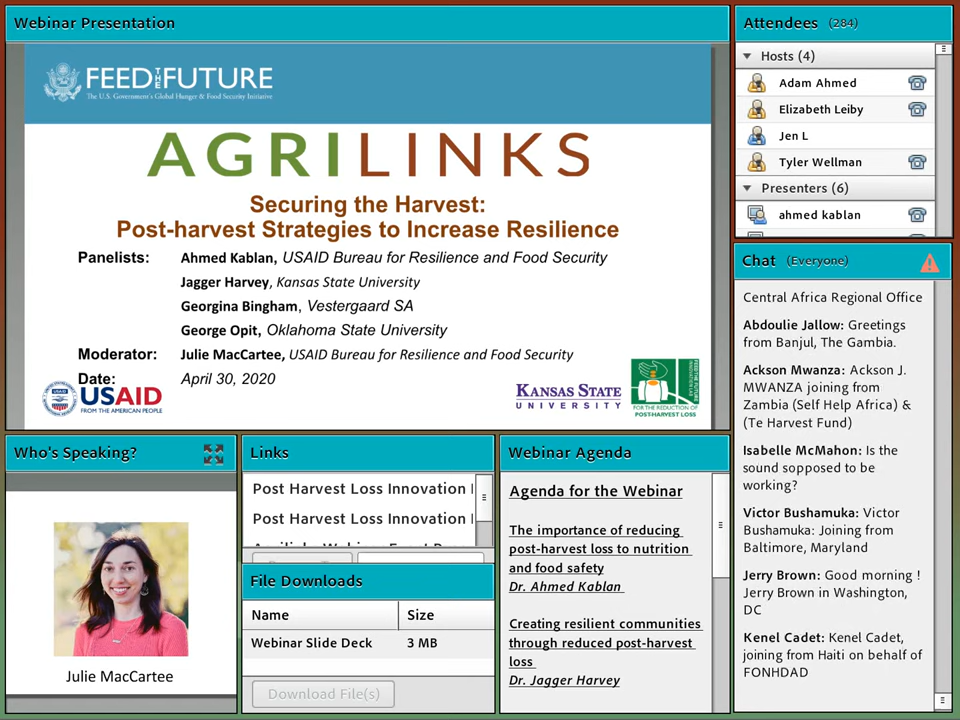 Webinar Presentation
FEED THE FUTURE
The U.S. Government's Global Hunger & Food Security Initiative
AGRILINKS
Securing the Harvest:
Post-harvest Strategies to Increase Resilience
Panelists: Ahmed Kablan, USAID Bureau for Resilience and Food Security
Jagger Harvey, Kansas State University
Georgina Bingham, Vestergaard SA
George Opit, Oklahoma State University
Moderator: Julie MacCartee, USAID Bureau for Resilience and Food Security
Date: April 30, 2020
USAID
FROM THE AMERICAN PEOPLE
KANSAS STATE
UNIVERSITY
FOR THE REDUCTION
OF POST-HARVEST LOSS
Attendees (284)
Hosts (4)
Adam Ahmed
Elizabeth Leiby
Jen L
Tyler Wellman
Presenters (6)
ahmed kablan
Chat (Everyone)
Central Africa Regional Office
Abdoulie Jallow: Greetings
from Banjul, The Gambia.
Ackson Mwanza: Ackson J.
MWANZA joining from
Zambia (Self Help Africa) &
(Te Harvest Fund)
Isabelle McMahon: Is the
sound sopposed to be
working?
Victor Bushamuka: Victor
Bushamuka: Joining from
Baltimore, Maryland
Jerry Brown: Good morning !
Jerry Brown in Washington,
DC
Kenel Cadet: Kenel Cadet,
joining from Haiti on behalf of
FONHDAD
Who's Speaking?
Julie MacCartee
Links
Post Harvest Loss Innovation
Post Harvest Loss Innovation
File Downloads
Name Size
Webinar Slide Deck 3 MB
Download File(s)
Webinar Agenda
Agenda for the Webinar
The importance of reducing
post-harvest loss to nutrition
and food safety
Dr. Ahmed Kablan
Creating resilient communities
through reduced post-harvest
loss
Dr. Jagger Harvey